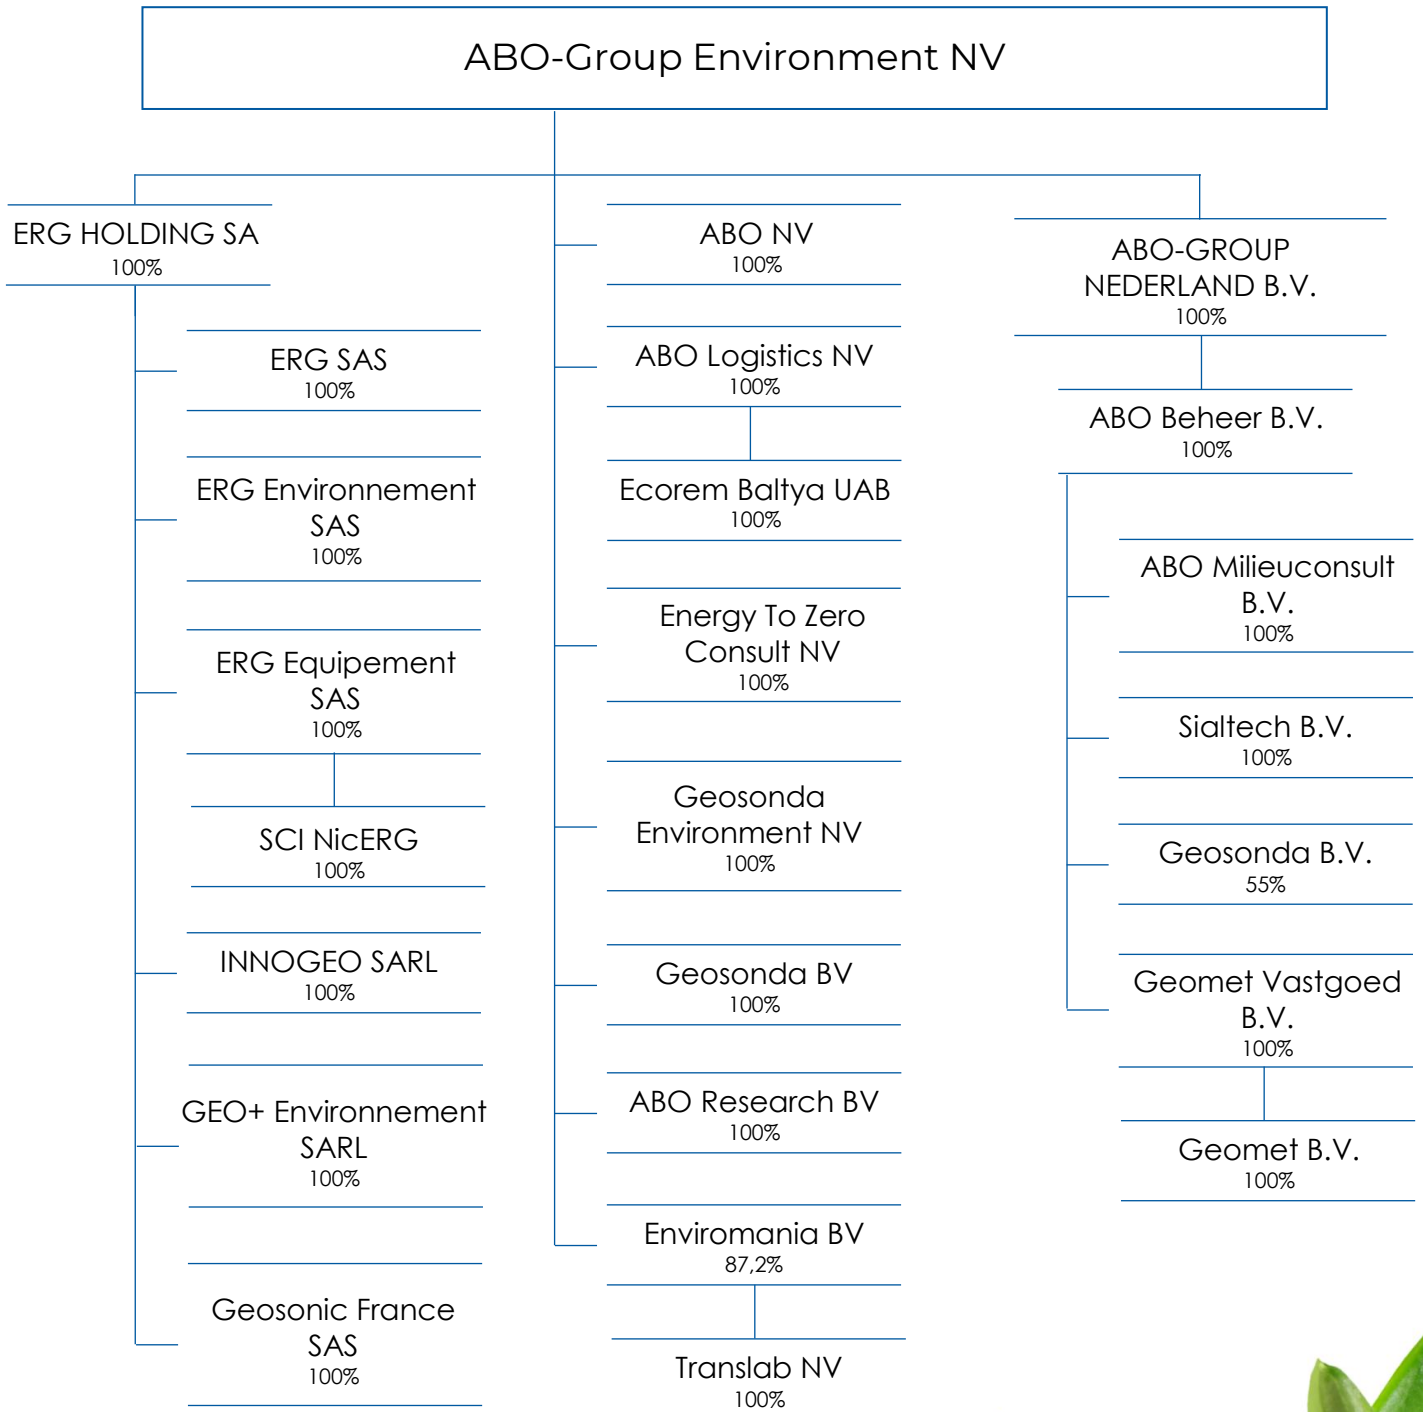 ABO-Group Environment NV
ERG HOLDING SA
100%
ERG SAS
100%
ERG Environnement
SAS
100%
ERG Equipement
SAS
100%
SCI NicERG
100%
INNOGEO SARL
100%
GEO+ Environnement
SARL
100%
Geosonic France
SAS
100%
ABO NV
100%
ABO Logistics NV
100%
Ecorem Baltya UAB
100%
Energy To Zero
Consult NV
100%
Geosonda
Environment NV
100%
Geosonda BV
100%
ABO Research BV
100%
Enviromania BV
87,2%
Translab NV
100%
ABO-GROUP
NEDERLAND B.V.
100%
ABO Beheer B.V.
100%
ABO Milieuconsult
B.V.
100%
Sialtech B.V.
100%
Geosonda B.V.
55%
Geomet Vastgoed
B.V.
100%
Geomet B.V.
100%